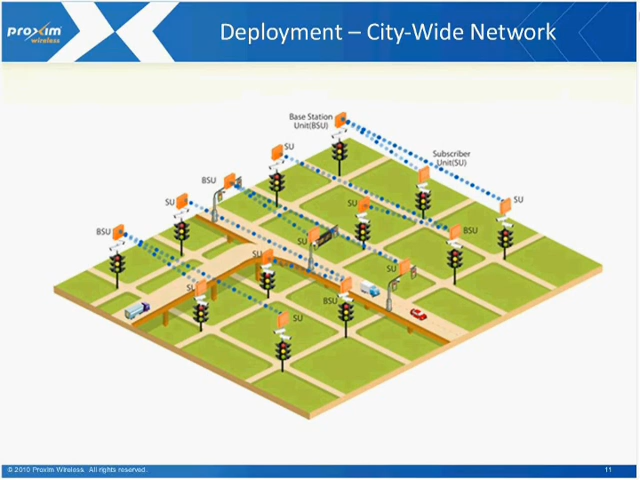 proxim
wireless
Deployment – City-Wide Network
Base Station
Unit(BSU)
SU
Subscriber
Unit(SU)
BSU
SU
SU
SU
BSU
SU
BSU
SU
SU
SU
BSU
SU
© 2010 Proxim Wireless. All rights reserved.
11